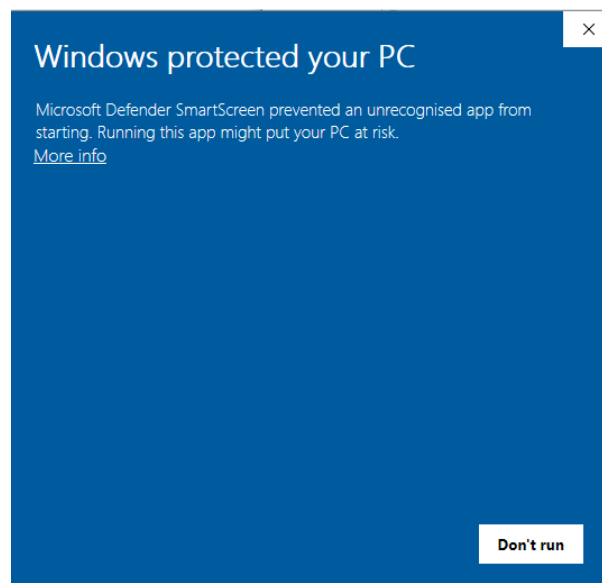 Windows protected your PC
Microsoft Defender SmartScreen prevented an unrecognised app from
starting. Running this app might put your PC at risk.
More info
Don't run